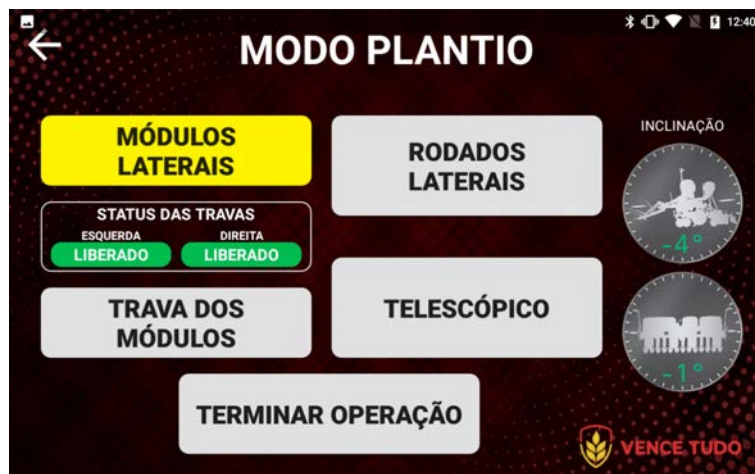 12:40
MODO PLANTIO
MÓDULOS
LATERAIS
RODADOS
LATERAIS
INCLINAÇÃO
-4°
STATUS DAS TRAVAS
ESQUERDA DIREITA
LIBERADO LIBERADO
TRAVA DOS
MÓDULOS
TELESCÓPICO
-1°
TERMINAR OPERAÇÃO
VENCE TUDO